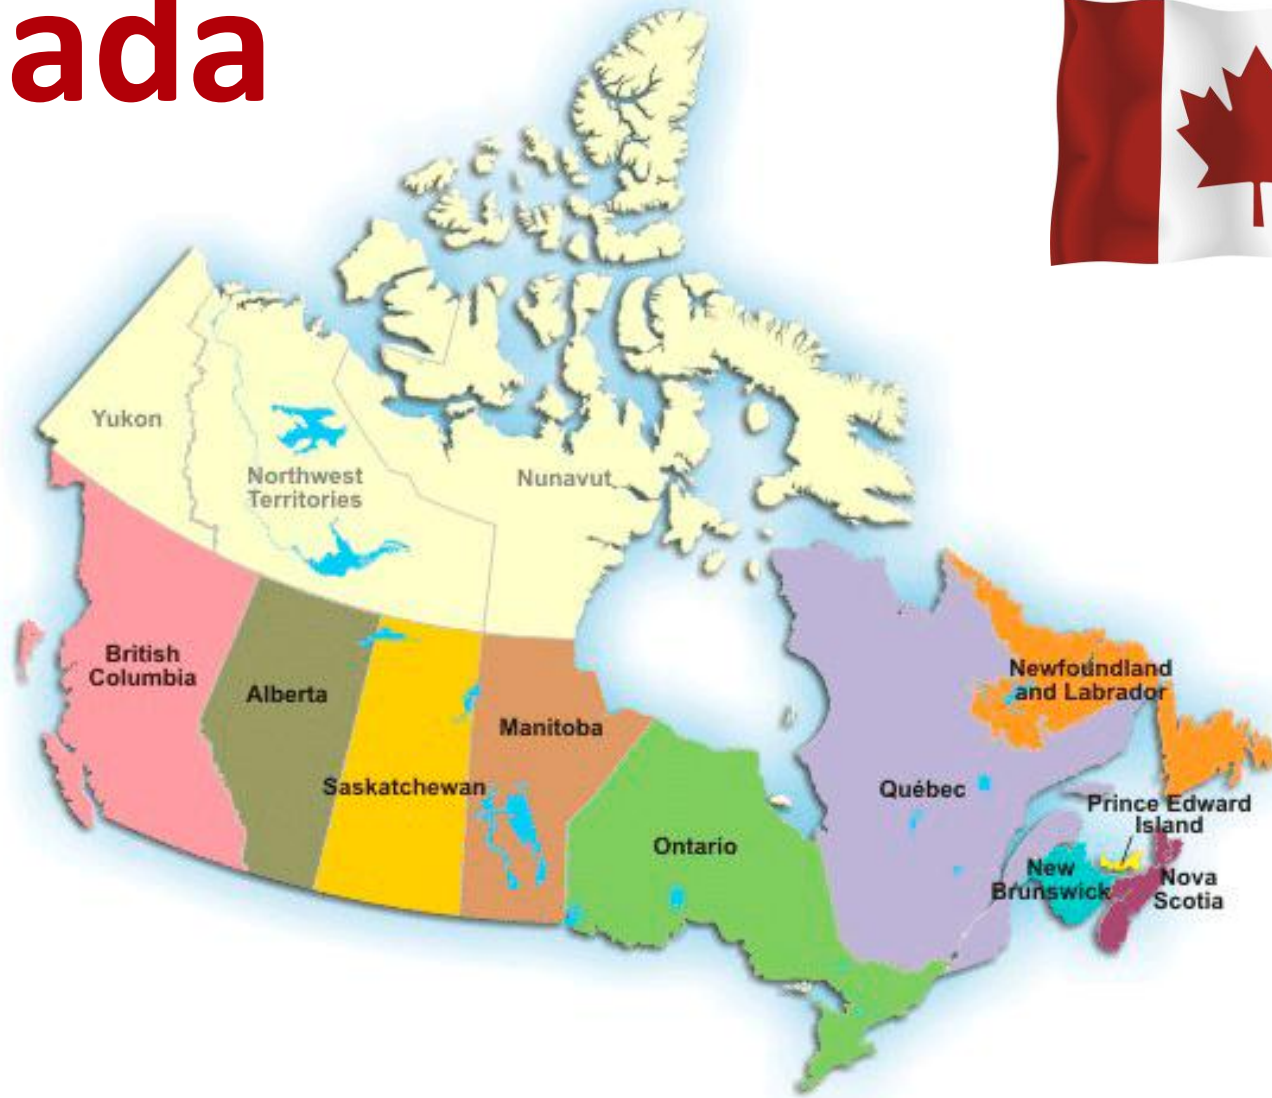 ada
Yukon
Northwest
Territories
Nunavut
British
Columbia
Alberta
Saskatchewan
Manitoba
Ontario
Québec
Newfoundland
and Labrador
Prince Edward
Island
New
Brunswick
Nova
Scotia